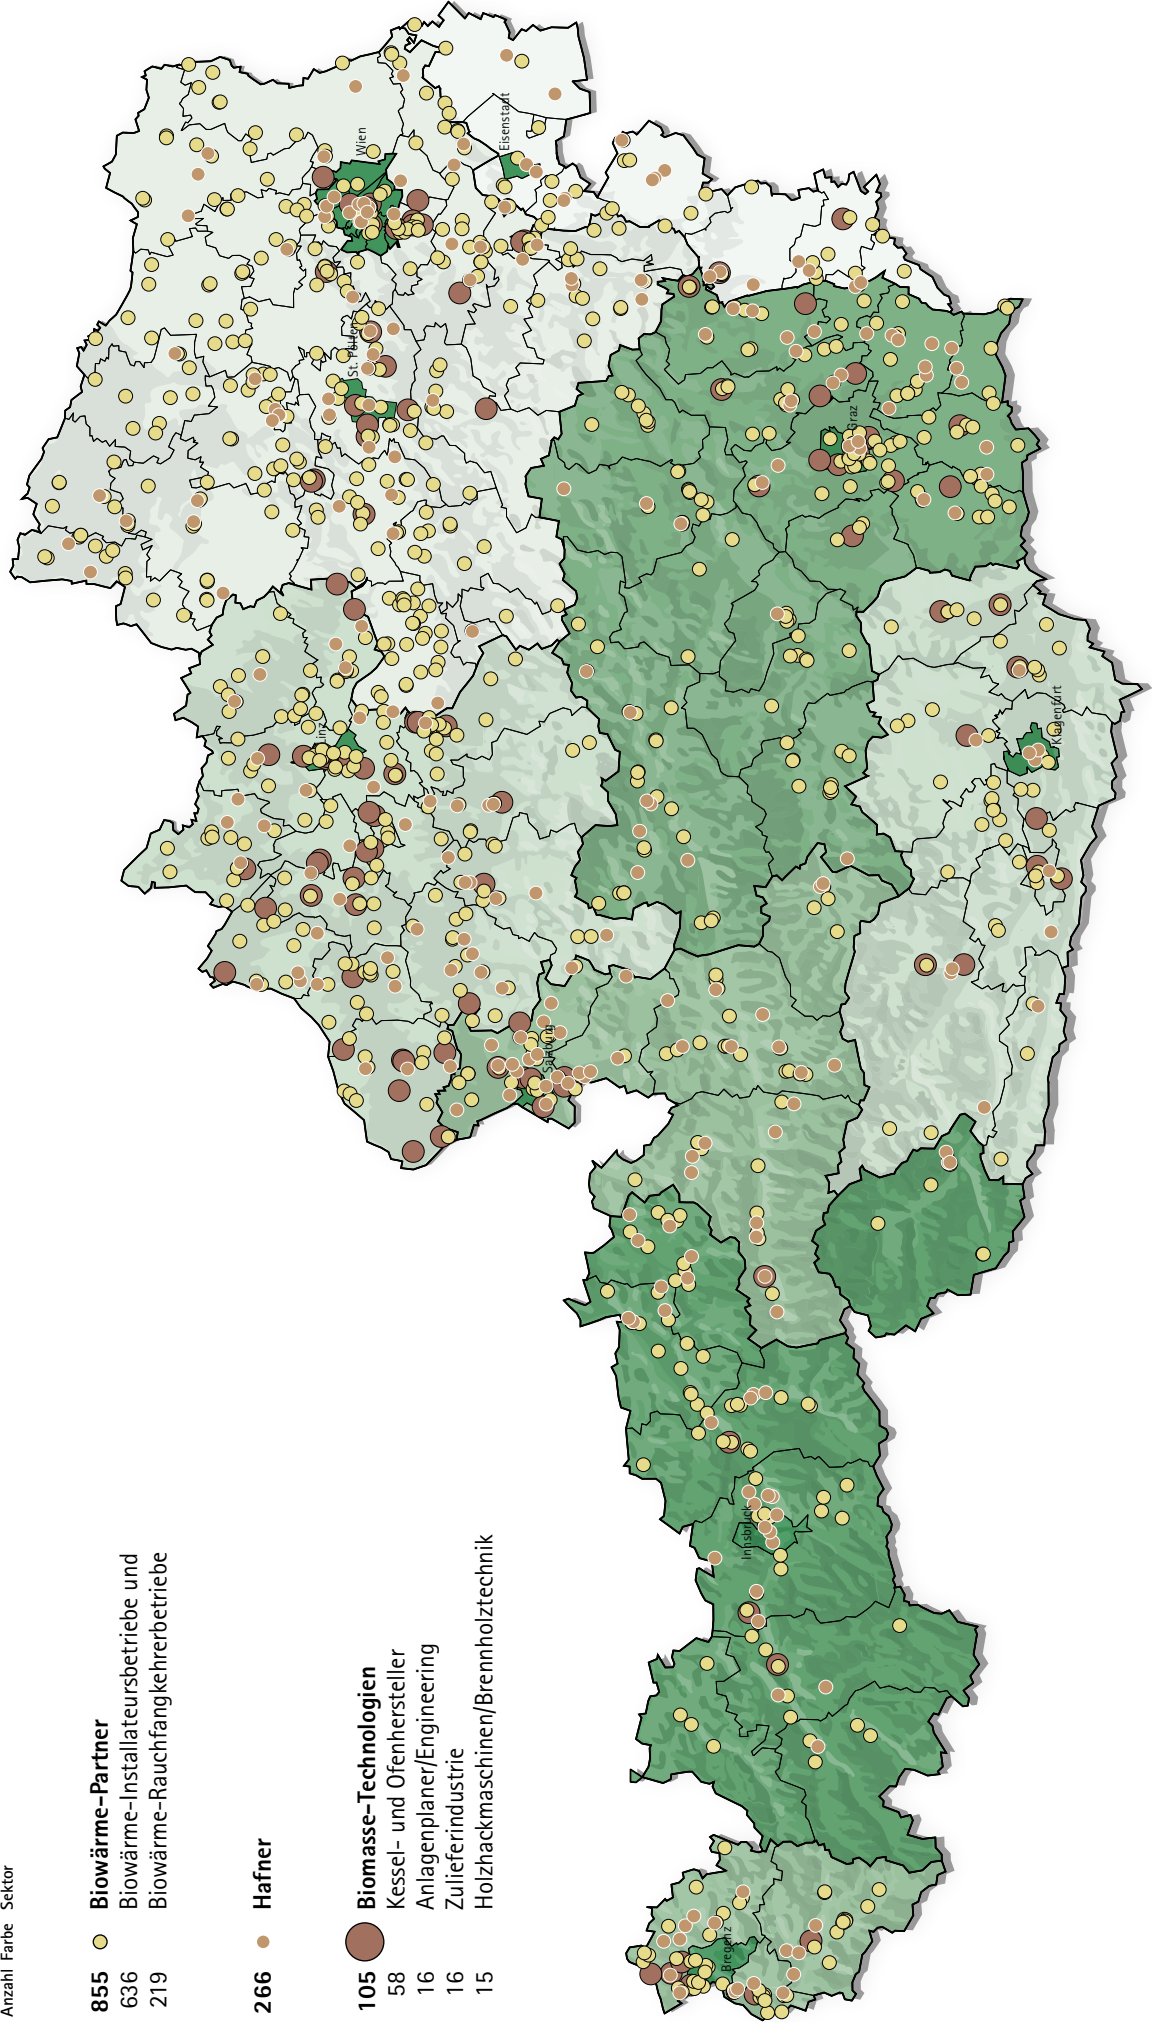 Anzahl Farbe Sektor
855 Biowärme-Partner
636 Biowärme-Installateursbetriebe und
219 Biowärme-Rauchfangkehrerbetriebe
266 Hafner
105 Biomasse-Technologien
58 Kessel- und Ofenhersteller
16 Anlagenplaner/Engineering
16 Zulieferindustrie
15 Holzhackmaschinen/Brennholztechnik
Wien
Eisenstadt
St. Pölten
Linz
Salzburg
Graz
Klagenfurt
Innsbruck
Bregenz